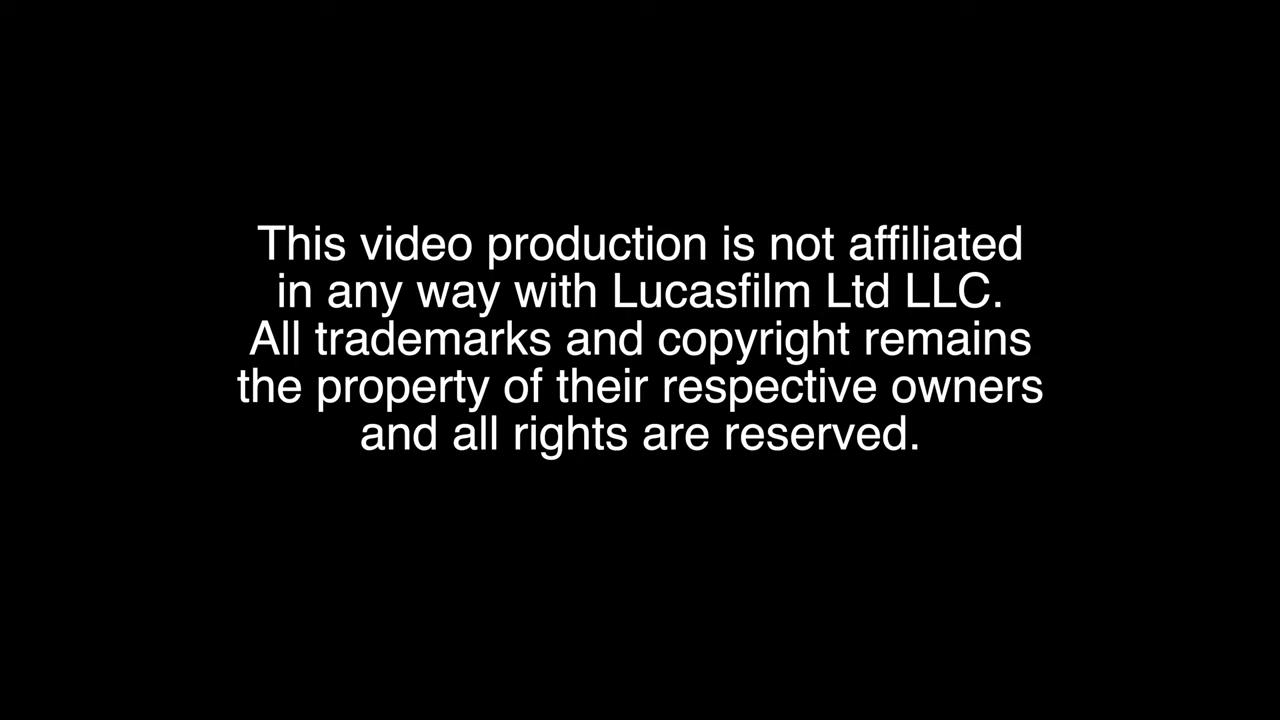 This video production is not affiliated
in any way with Lucasfilm Ltd LLC.
All trademarks and copyright remains
the property of their respective owners
and all rights are reserved.